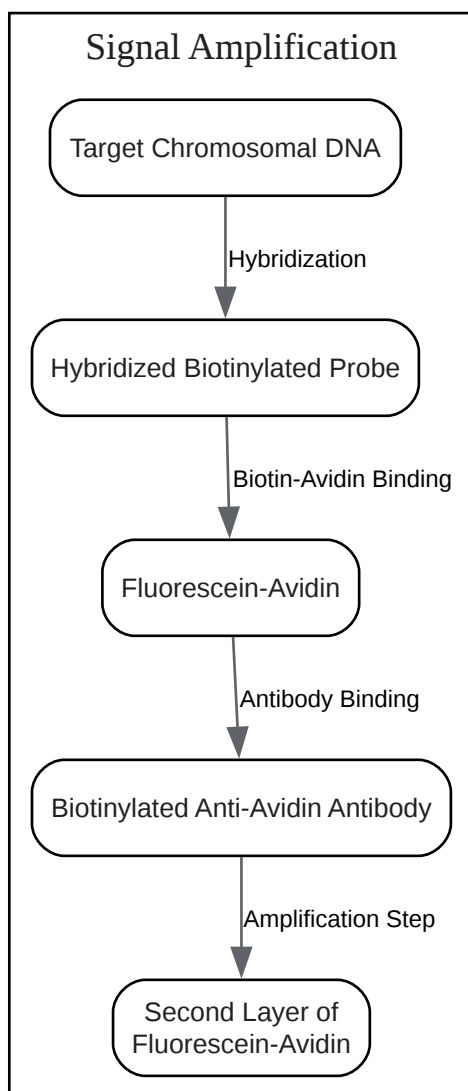 Signal Amplification
Target Chromosomal DNA
Hybridization
Hybridized Biotinylated Probe
Biotin-Avidin Binding
Fluorescein-Avidin
Antibody Binding
Biotinylated Anti-Avidin Antibody
Amplification Step
Second Layer of
Fluorescein-Avidin